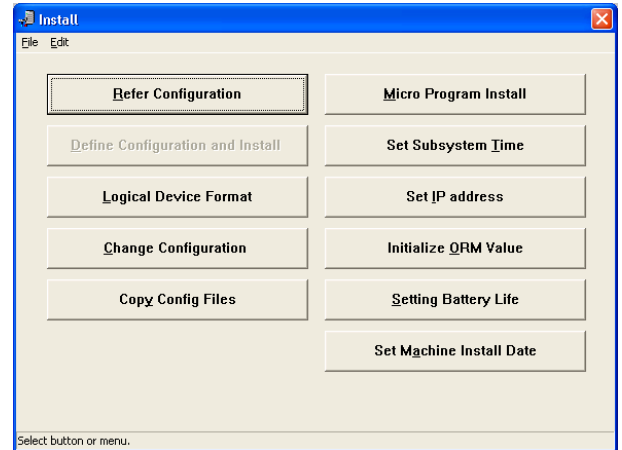 Install
File Edit
Refer Configuration
Micro Program Install
Define Configuration and Install
Set Subsystem Time
Logical Device Format
Set IP address
Change Configuration
Initialize ORM Value
Copy Config Files
Setting Battery Life
Set Machine Install Date
Select button or menu.